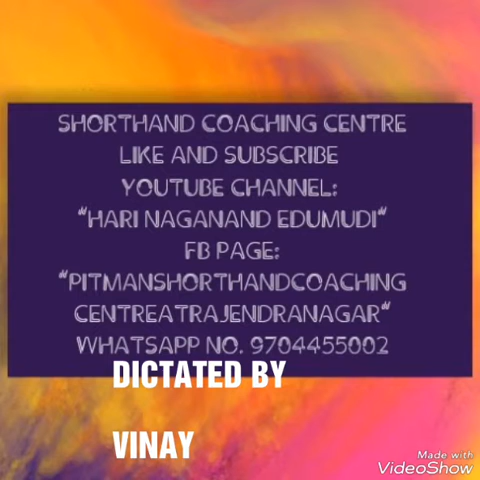 SHORTHAND COACHING CENTRE
LIKE AND SUBSCRIBE
YOUTUBE CHANNEL:
"HARI NAGANAND EDUMUDI"
FB PAGE:
"PITMANSHORTHANDCOACHING
CENTREATRAJENDRANAGAR"
WHATSAPP NO. 9704455002
DICTATED BY
VINAY
Made with
VideoShow